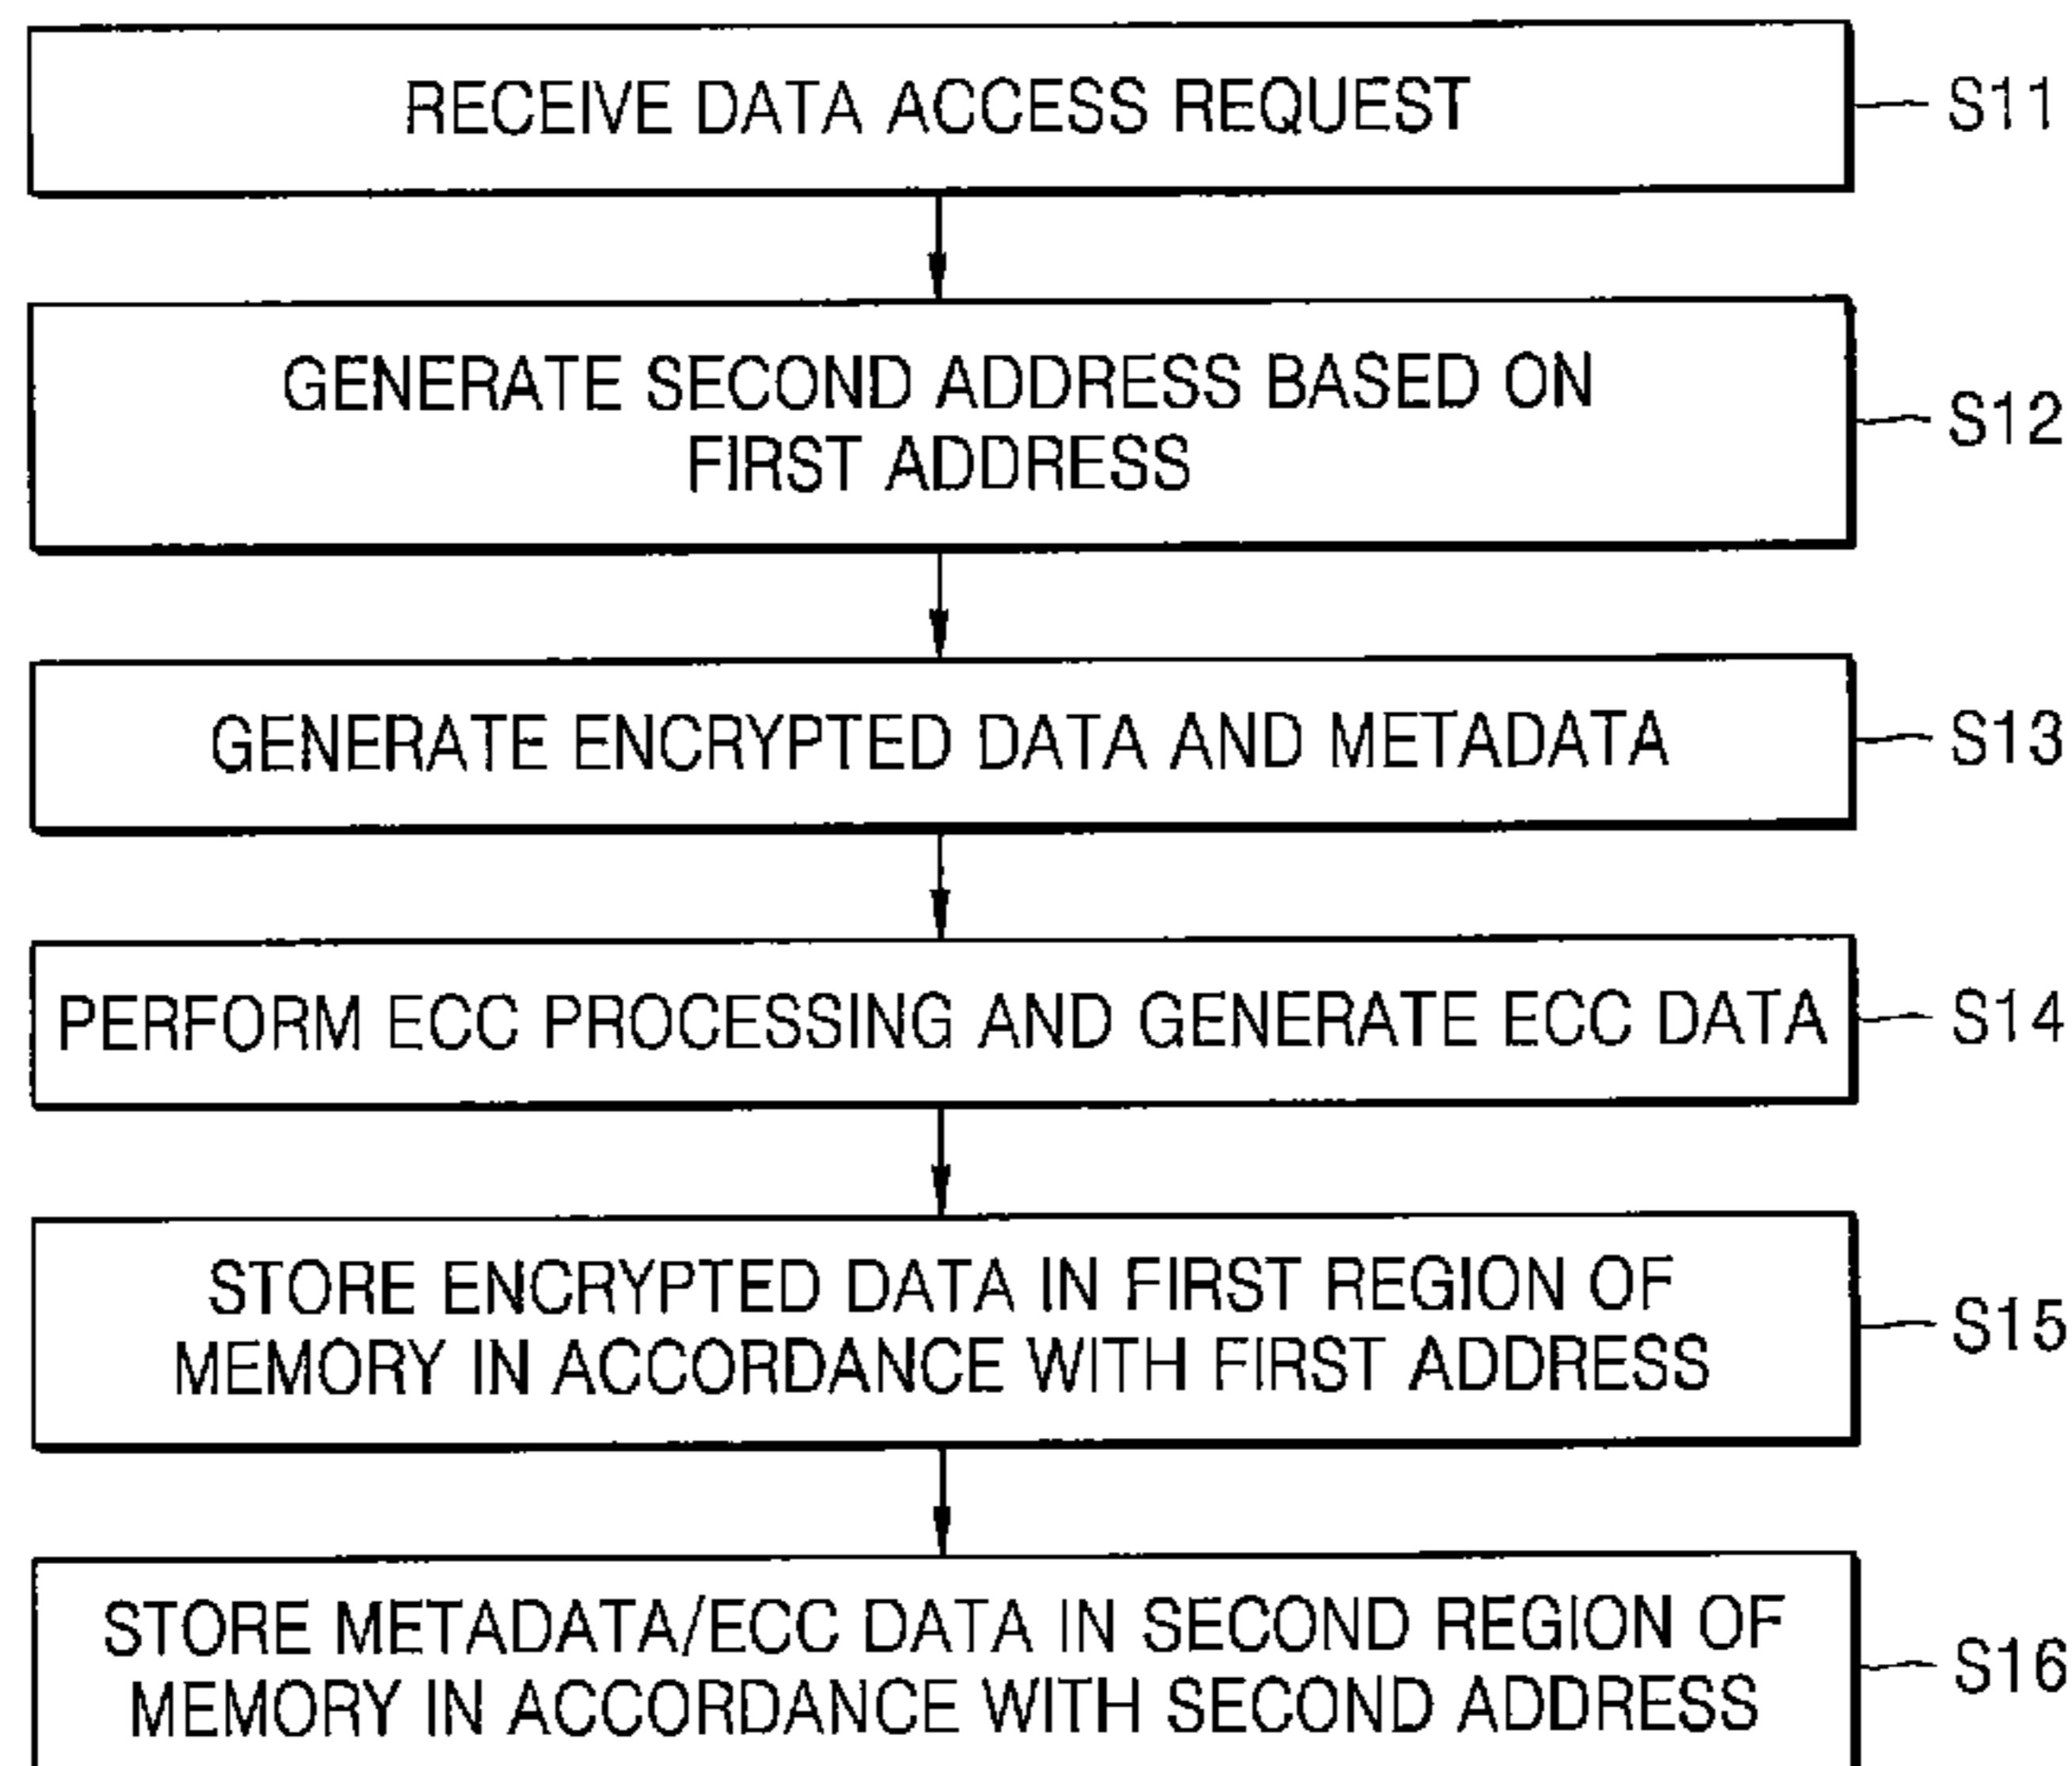 RECEIVE DATA ACCESS REQUEST
S11
GENERATE SECOND ADDRESS BASED ON
FIRST ADDRESS
S12
GENERATE ENCRYPTED DATA AND METADATA
S13
PERFORM ECC PROCESSING AND GENERATE ECC DATA
S14
STORE ENCRYPTED DATA IN FIRST REGION OF
MEMORY IN ACCORDANCE WITH FIRST ADDRESS
S15
STORE METADATA/ECC DATA IN SECOND REGION OF
MEMORY IN ACCORDANCE WITH SECOND ADDRESS
S16